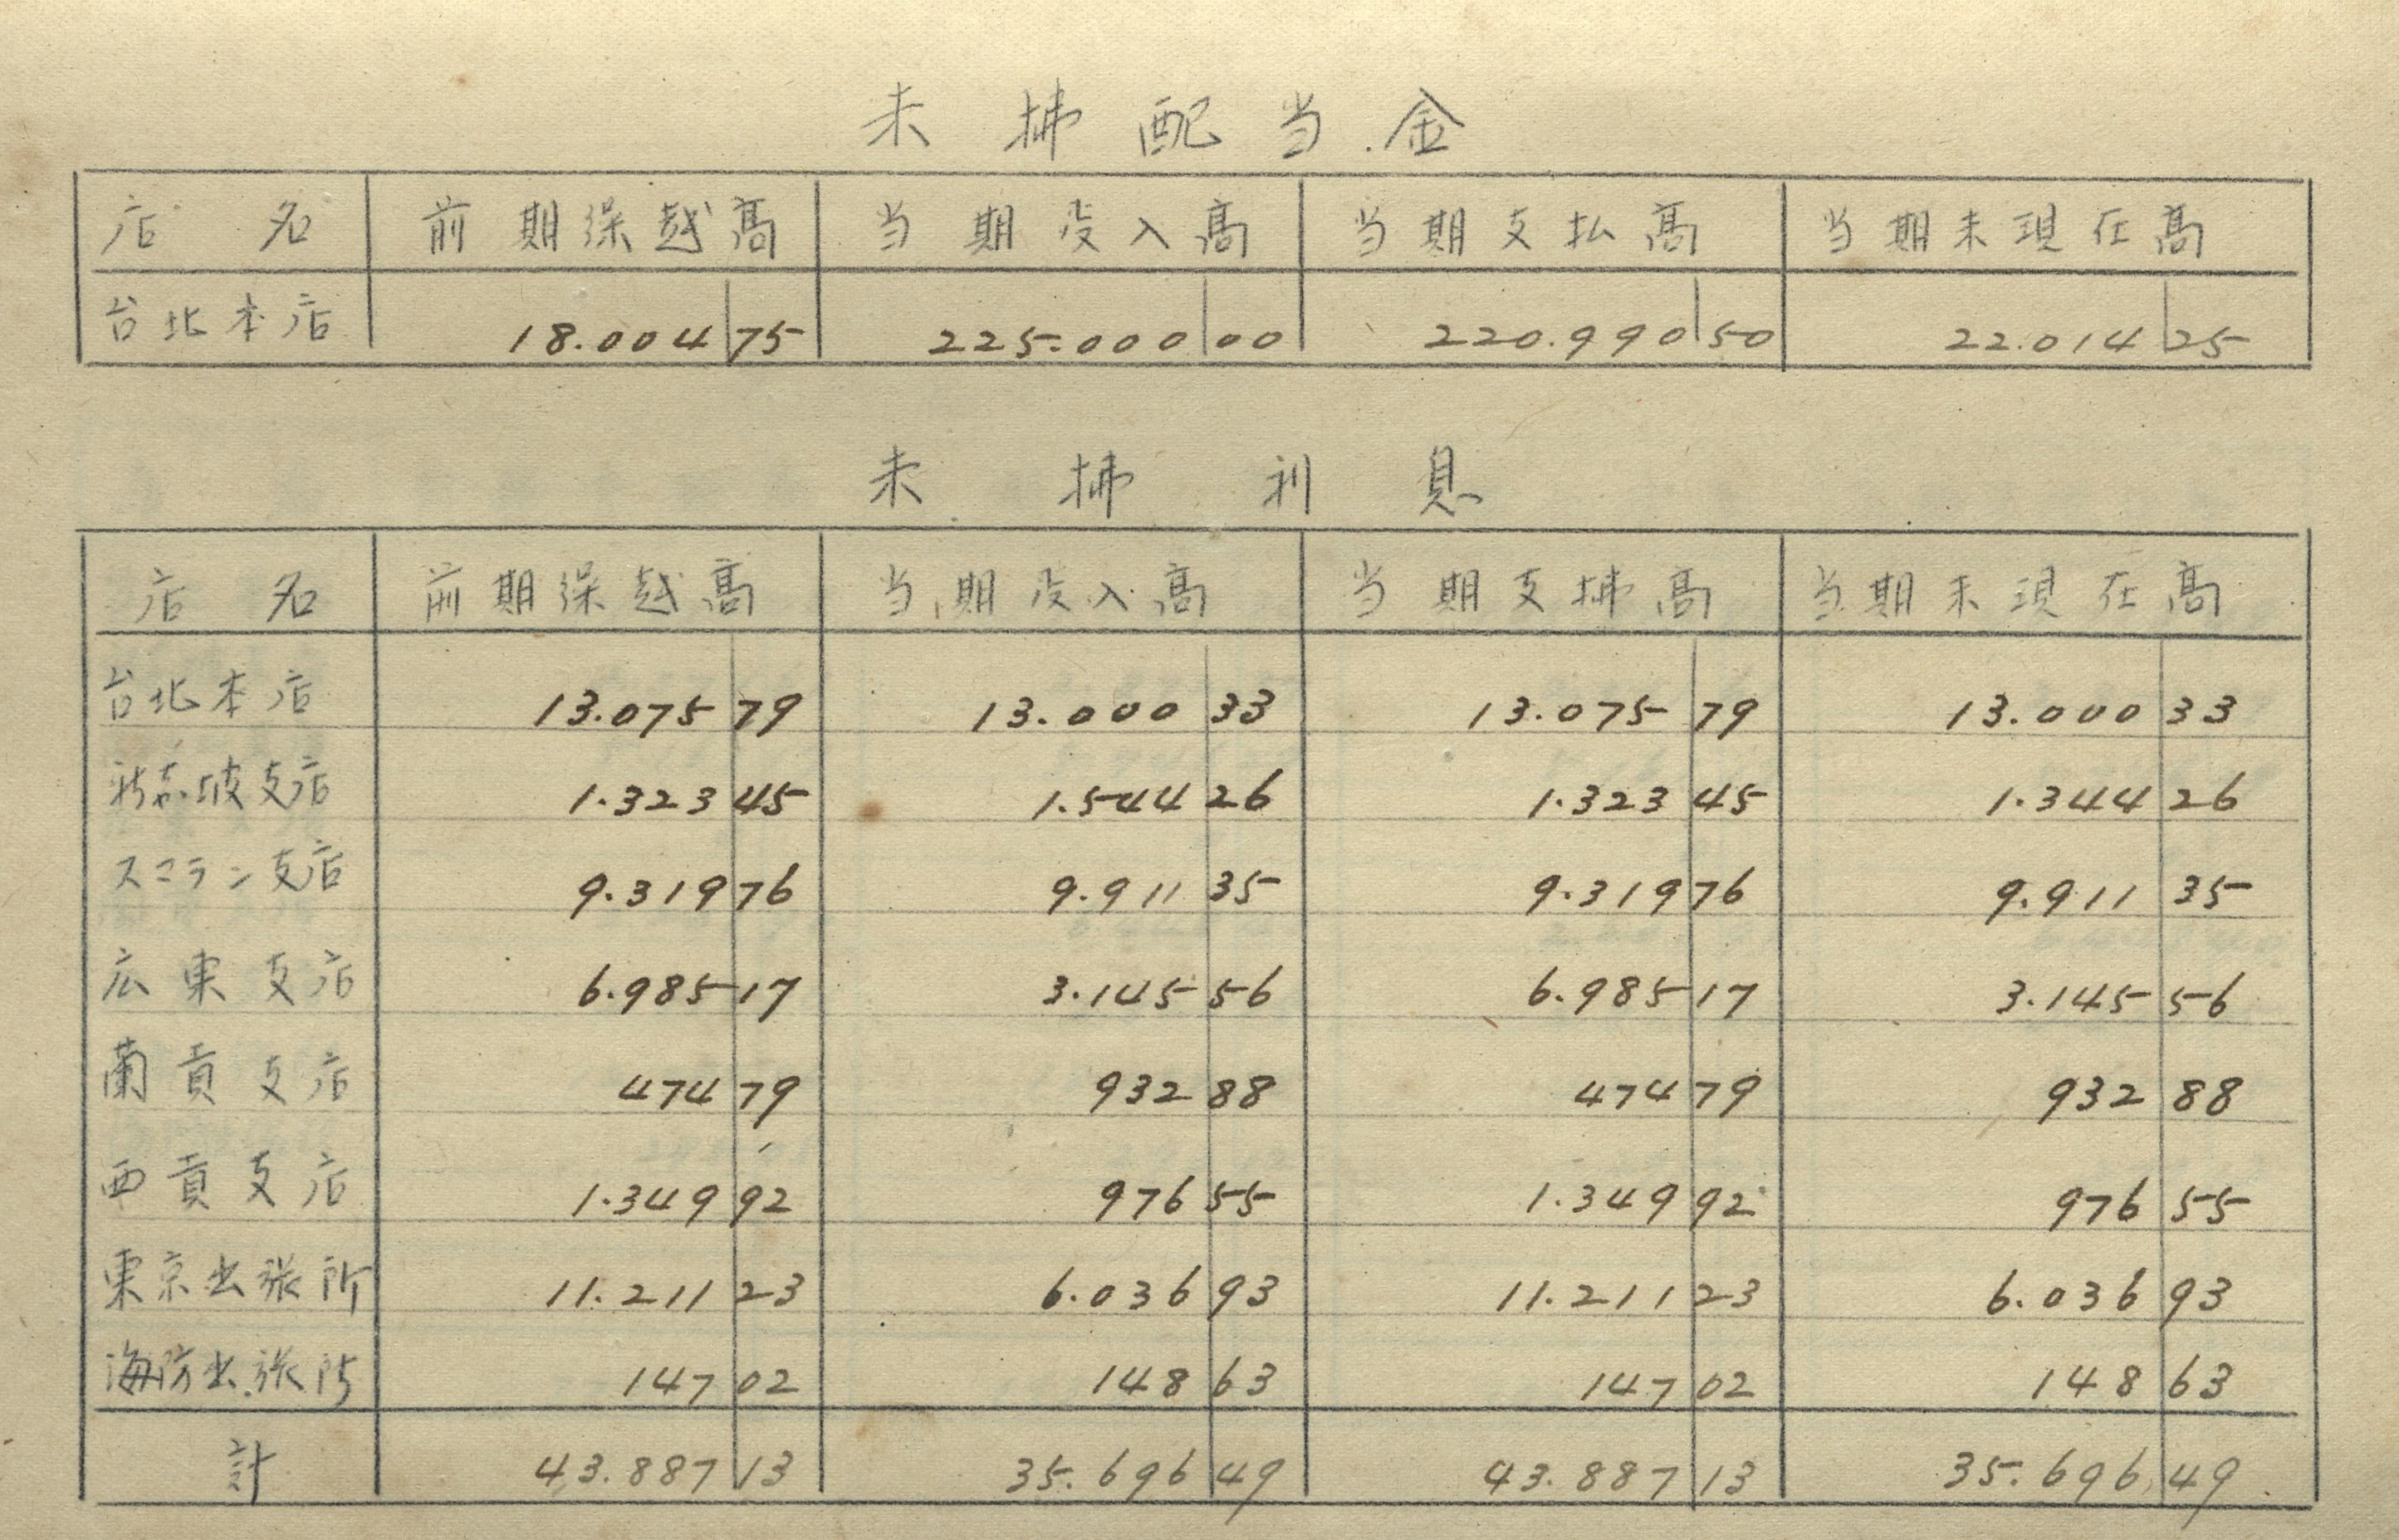 未拂配当金
店名 前期繰越高 当期受入高 当期支払高 当期末現在高
台北本店 18.004 75 225.000 00 220.990 50 22.014 25
未拂利息
店名 前期繰越高 当期受入高 当期支拂高 当期末現在高
台北本店 13.075 79 13.000 33 13.075 79 13.000 33
新嘉坡支店 1.323 45 1.544 26 1.323 45 1.344 26
スマラン支店 9.319 76 9.911 35 9.319 76 9.911 35
広東支店 6.985 17 3.145 56 6.985 17 3.145 56
蘭貢支店 474 79 932 88 474 79 932 88
西貢支店 1.349 92 976 55 1.349 92 976 55
東京出張所 11.211 23 6.036 93 11.211 23 6.036 93
海防出張所 147 02 148 63 147 02 148 63
計 43.887 13 35.696 49 43.887 13 35.696 49